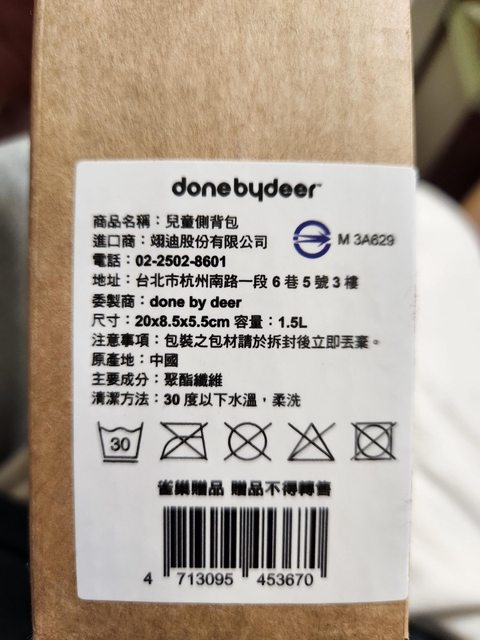 donebydeer™
商品名稱：兒童側背包
進口商：翊迪股份有限公司
M 3A629
電話：02-2502-8601
地址：台北市杭州南路一段 6 巷 5 號 3 樓
委製商：done by deer
尺寸：20x8.5x5.5cm 容量：1.5L
注意事項：包裝之包材請於拆封後立即丟棄。
原產地：中國
主要成分：聚酯纖維
清潔方法：30 度以下水溫，柔洗
30
雀巢贈品 贈品不得轉售
4 713095 453670